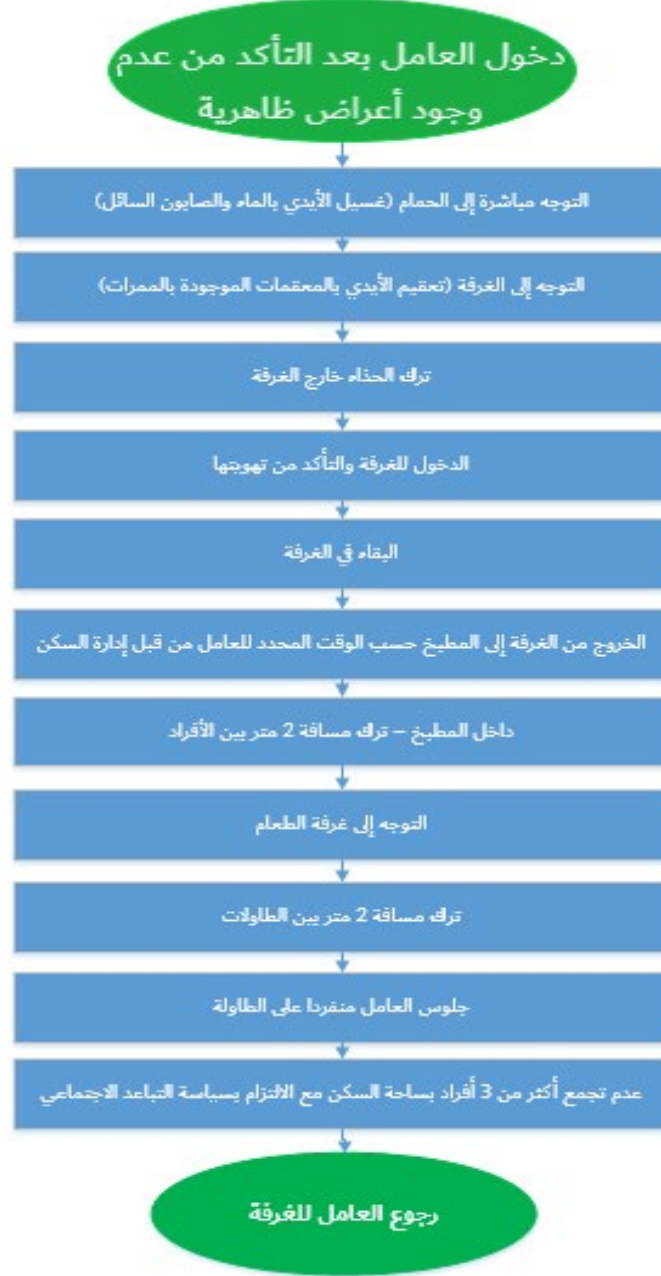 دخول العامل بعد التأكد من عدم
وجود أعراض ظاهرية
التوجه مباشرة إلى الحمام (غسيل الأيدي بالماء والصابون السائل)
التوجه إلى الغرفة (تعقيم الأيدي بالمعقمات الموجودة بالممرات)
ترك الحذاء خارج الغرفة
الدخول للغرفة والتأكد من تهويتها
البقاء في الغرفة
الخروج من الغرفة إلى المطبخ حسب الوقت المحدد للعامل من قبل إدارة السكن
داخل المطبخ – ترك مسافة 2 متر بين الأفراد
التوجه إلى غرفة الطعام
ترك مسافة 2 متر بين الطاولات
جلوس العامل منفردا على الطاولة
عدم تجمع أكثر من 3 أفراد بساحة السكن مع الالتزام بسياسة التباعد الاجتماعي
رجوع العامل للغرفة